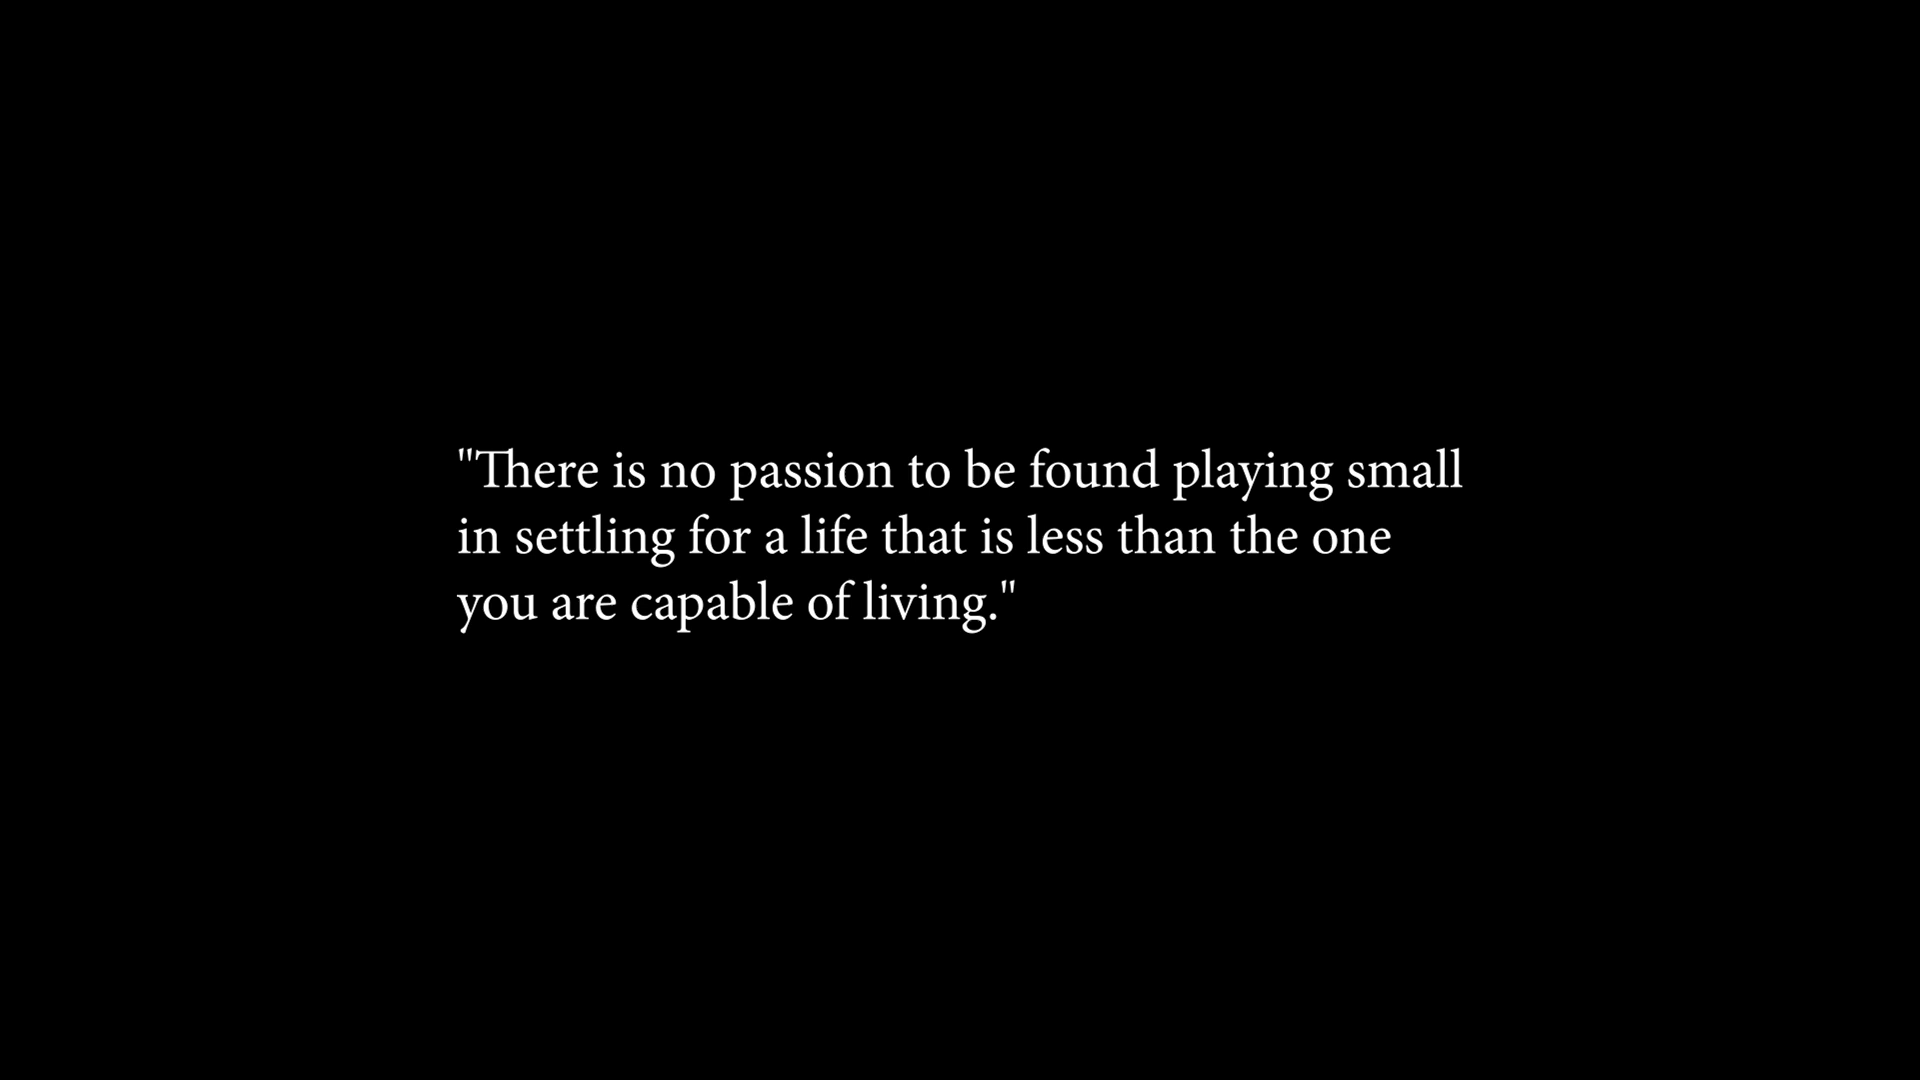 "There is no passion to be found playing small
in settling for a life that is less than the one
you are capable of living."